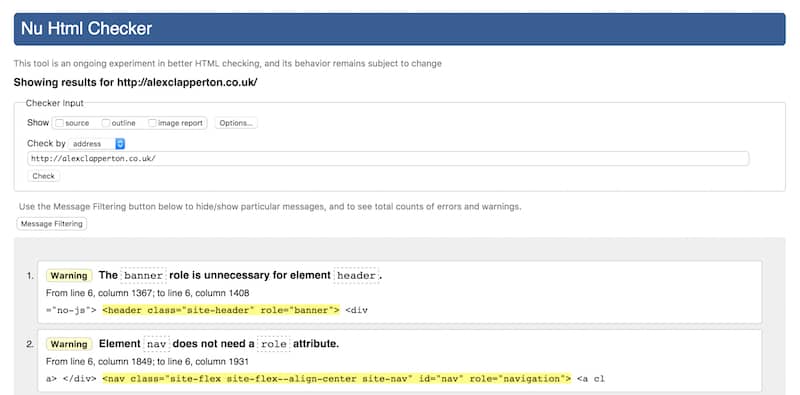 Nu Html Checker
This tool is an ongoing experiment in better HTML checking, and its behavior remains subject to change
Showing results for http://alexclapperton.co.uk/
Checker Input
Show source outline image report Options...
Check by address
http://alexclapperton.co.uk/
Check
Use the Message Filtering button below to hide/show particular messages, and to see total counts of errors and warnings.
Message Filtering
1. Warning The banner role is unnecessary for element header.
From line 6, column 1367; to line 6, column 1408
="no-js"> <header class="site-header" role="banner"> <div
2. Warning Element nav does not need a role attribute.
From line 6, column 1849; to line 6, column 1931
a> </div> <nav class="site-flex site-flex--align-center site-nav" id="nav" role="navigation"> <a cl